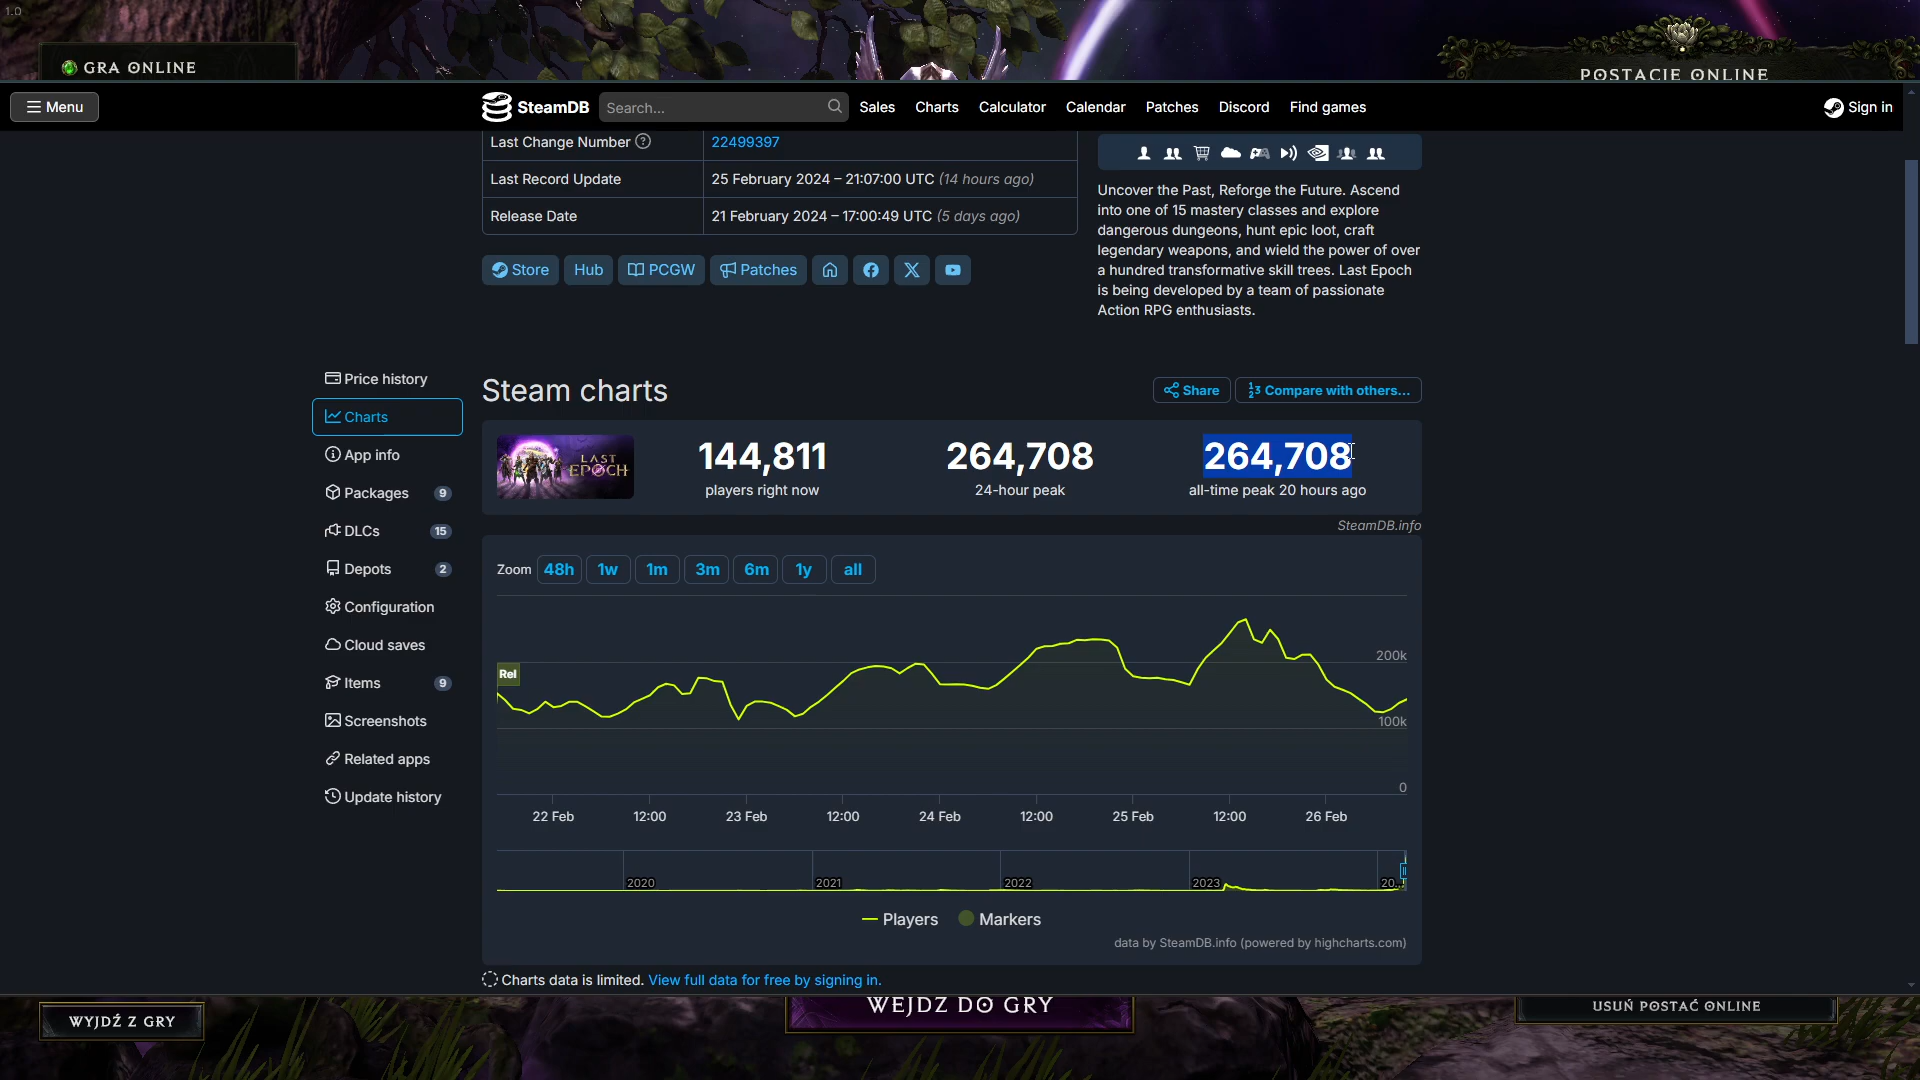 1.0
GRA ONLINE
POSTACIE ONLINE
Menu
SteamDB
Search...
Sales
Charts
Calculator
Calendar
Patches
Discord
Find games
Sign in
Last Change Number ? 22499397
Last Record Update 25 February 2024 – 21:07:00 UTC (14 hours ago)
Release Date 21 February 2024 – 17:00:49 UTC (5 days ago)
Store
Hub
PCGW
Patches
Uncover the Past, Reforge the Future. Ascend
into one of 15 mastery classes and explore
dangerous dungeons, hunt epic loot, craft
legendary weapons, and wield the power of over
a hundred transformative skill trees. Last Epoch
is being developed by a team of passionate
Action RPG enthusiasts.
Price history
Charts
App info
Packages 9
DLCs 15
Depots 2
Configuration
Cloud saves
Items 9
Screenshots
Related apps
Update history
Steam charts
Share
Compare with others...
LAST
EPOCH
144,811
players right now
264,708
24-hour peak
264,708
all-time peak 20 hours ago
SteamDB.info
Zoom 48h 1w 1m 3m 6m 1y all
Rel
200k
100k
0
22 Feb 12:00 23 Feb 12:00 24 Feb 12:00 25 Feb 12:00 26 Feb
2020 2021 2022 2023 20...
Players Markers
data by SteamDB.info (powered by highcharts.com)
Charts data is limited. View full data for free by signing in.
WYJDŹ Z GRY
WEJDŹ DO GRY
USUŃ POSTAĆ ONLINE